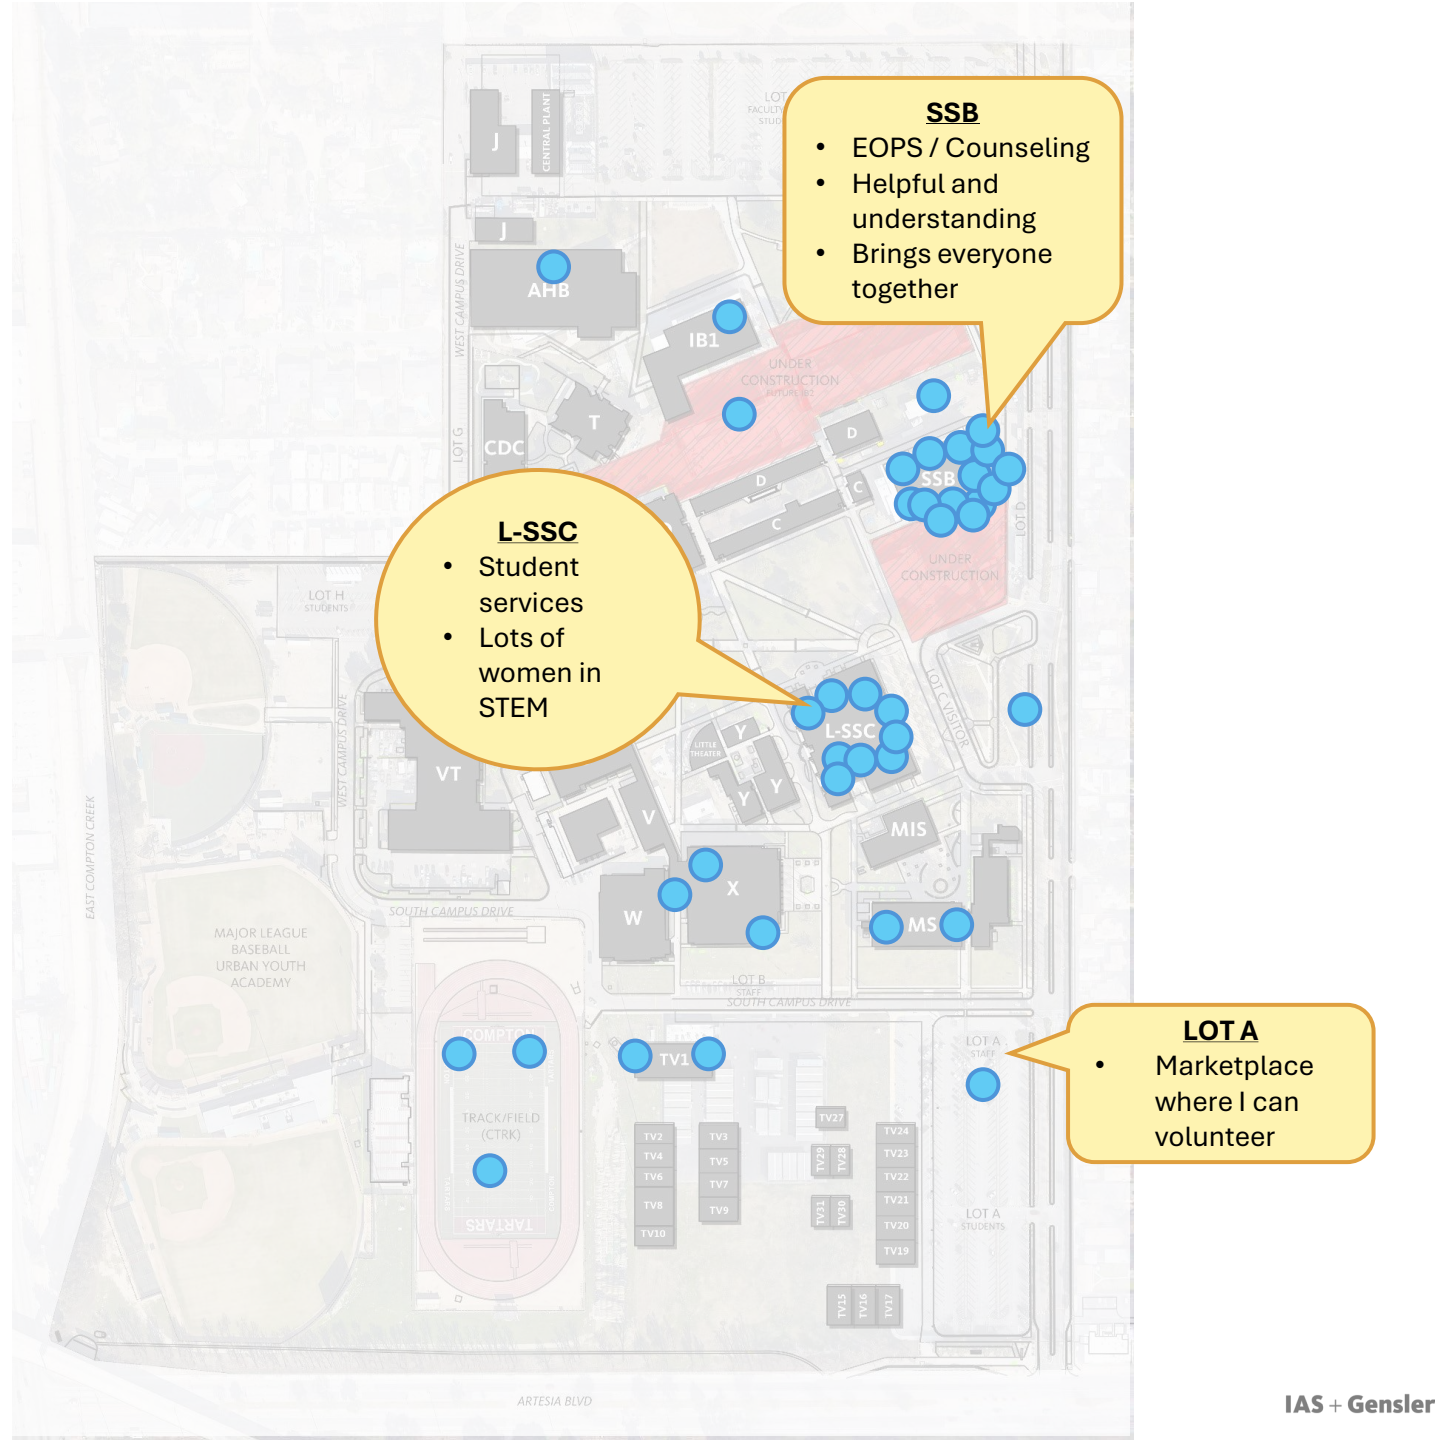 SSB
• EOPS / Counseling
• Helpful and
understanding
• Brings everyone
together
LOT
FACULTY
STUD
J
CENTRAL PLANT
J
AHB
WEST CAMPUS DRIVE
IB1
UNDER
CONSTRUCTION
T
CDC
LOT G
D
D
C
C
SSB
LOT D
UNDER
CONSTRUCTION
L-SSC
• Student
services
• Lots of
women in
STEM
LOT H
STUDENTS
WEST CAMPUS DRIVE
VT
LITTLE
THEATER
Y
Y
Y
L-SSC
LOT C VISITOR
V
MIS
EAST COMPTON CREEK
X
W
MS
SOUTH CAMPUS DRIVE
MAJOR LEAGUE
BASEBALL
URBAN YOUTH
ACADEMY
LOT B
STAFF
SOUTH CAMPUS DRIVE
COMPTON
TV1
LOT A
STAFF
LOT A
• Marketplace
where I can
volunteer
TRACK/FIELD
(CTRK)
TARTARS
TV2
TV4
TV6
TV8
TV10
TV3
TV5
TV7
TV9
TV27
TV29
TV28
TV31
TV30
TV24
TV23
TV22
TV21
TV20
TV19
LOT A
STUDENTS
TV15
TV16
TV17
ARTESIA BLVD
IAS + Gensler